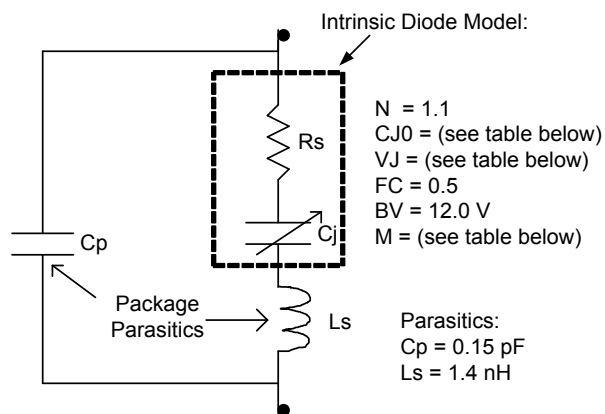 Intrinsic Diode Model:
N = 1.1
CJ0 = (see table below)
VJ = (see table below)
FC = 0.5
BV = 12.0 V
M = (see table below)
Rs
Cj
Cp
Package
Parasitics
Ls
Parasitics:
Cp = 0.15 pF
Ls = 1.4 nH